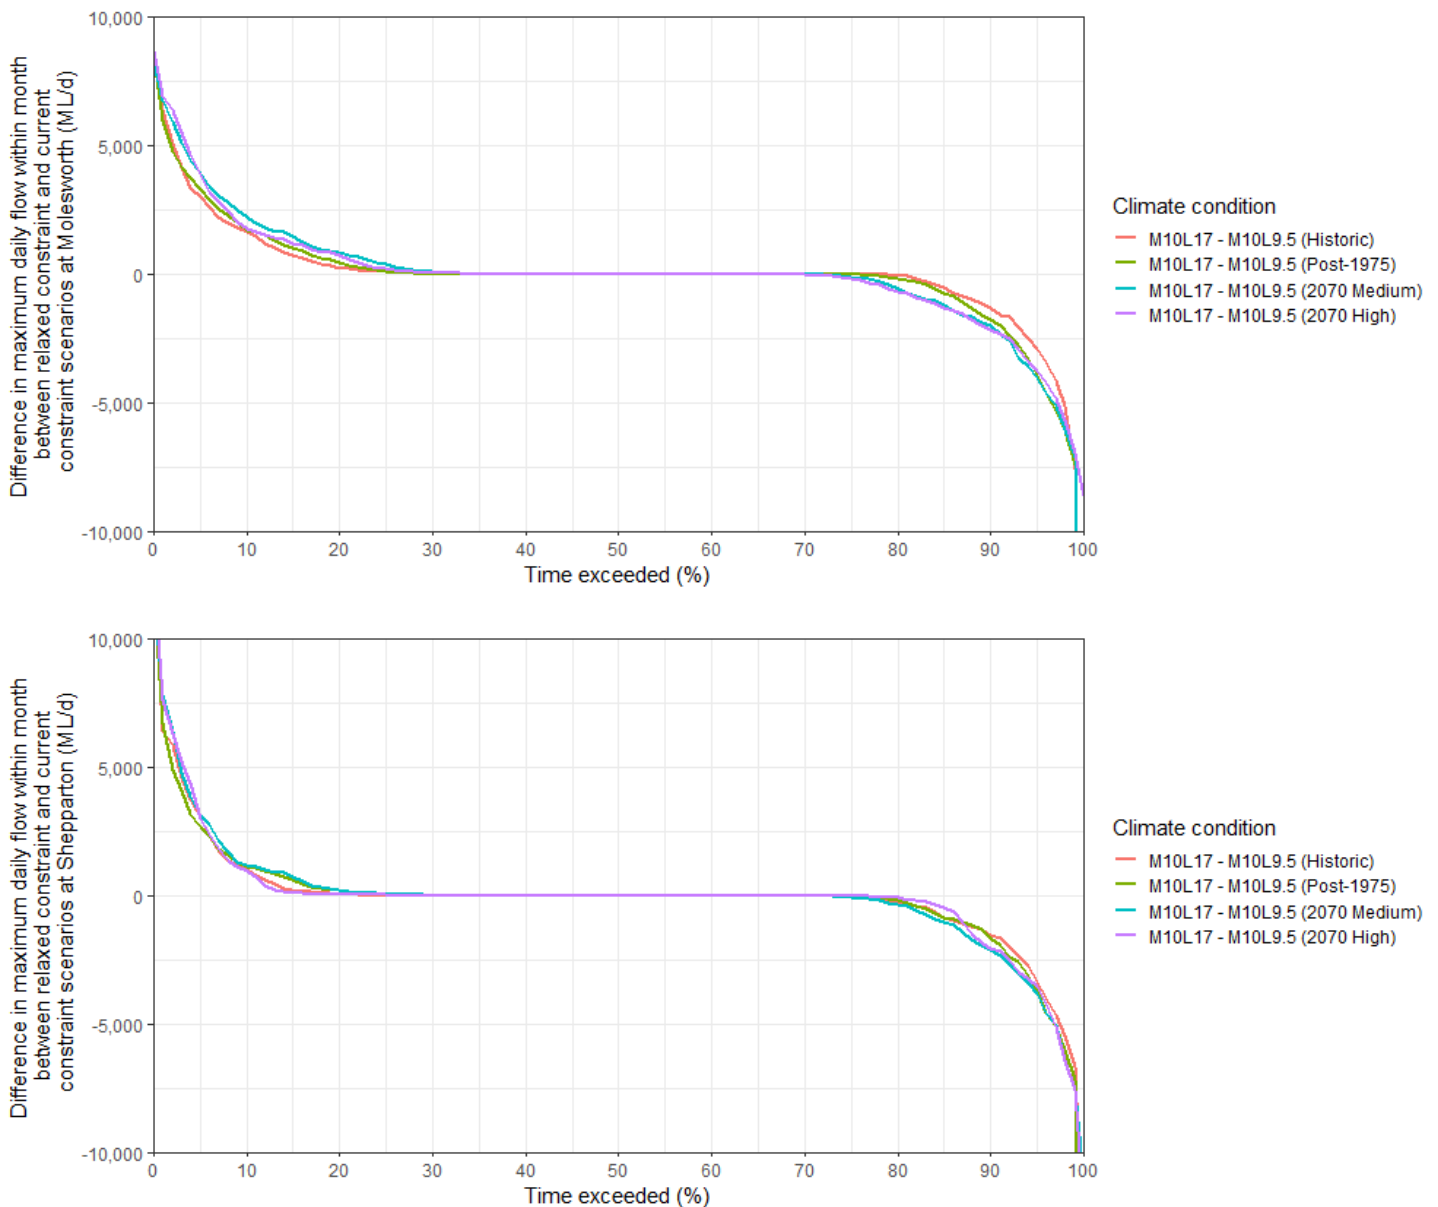 Difference in maximum daily flow within month
between relaxed constraint and current
constraint scenarios at Molesworth (ML/d)
10,000
5,000
0
-5,000
-10,000
0 10 20 30 40 50 60 70 80 90 100
Time exceeded (%)
Climate condition
M10L17 - M10L9.5 (Historic)
M10L17 - M10L9.5 (Post-1975)
M10L17 - M10L9.5 (2070 Medium)
M10L17 - M10L9.5 (2070 High)
Difference in maximum daily flow within month
between relaxed constraint and current
constraint scenarios at Shepparton (ML/d)
10,000
5,000
0
-5,000
-10,000
0 10 20 30 40 50 60 70 80 90 100
Time exceeded (%)
Climate condition
M10L17 - M10L9.5 (Historic)
M10L17 - M10L9.5 (Post-1975)
M10L17 - M10L9.5 (2070 Medium)
M10L17 - M10L9.5 (2070 High)